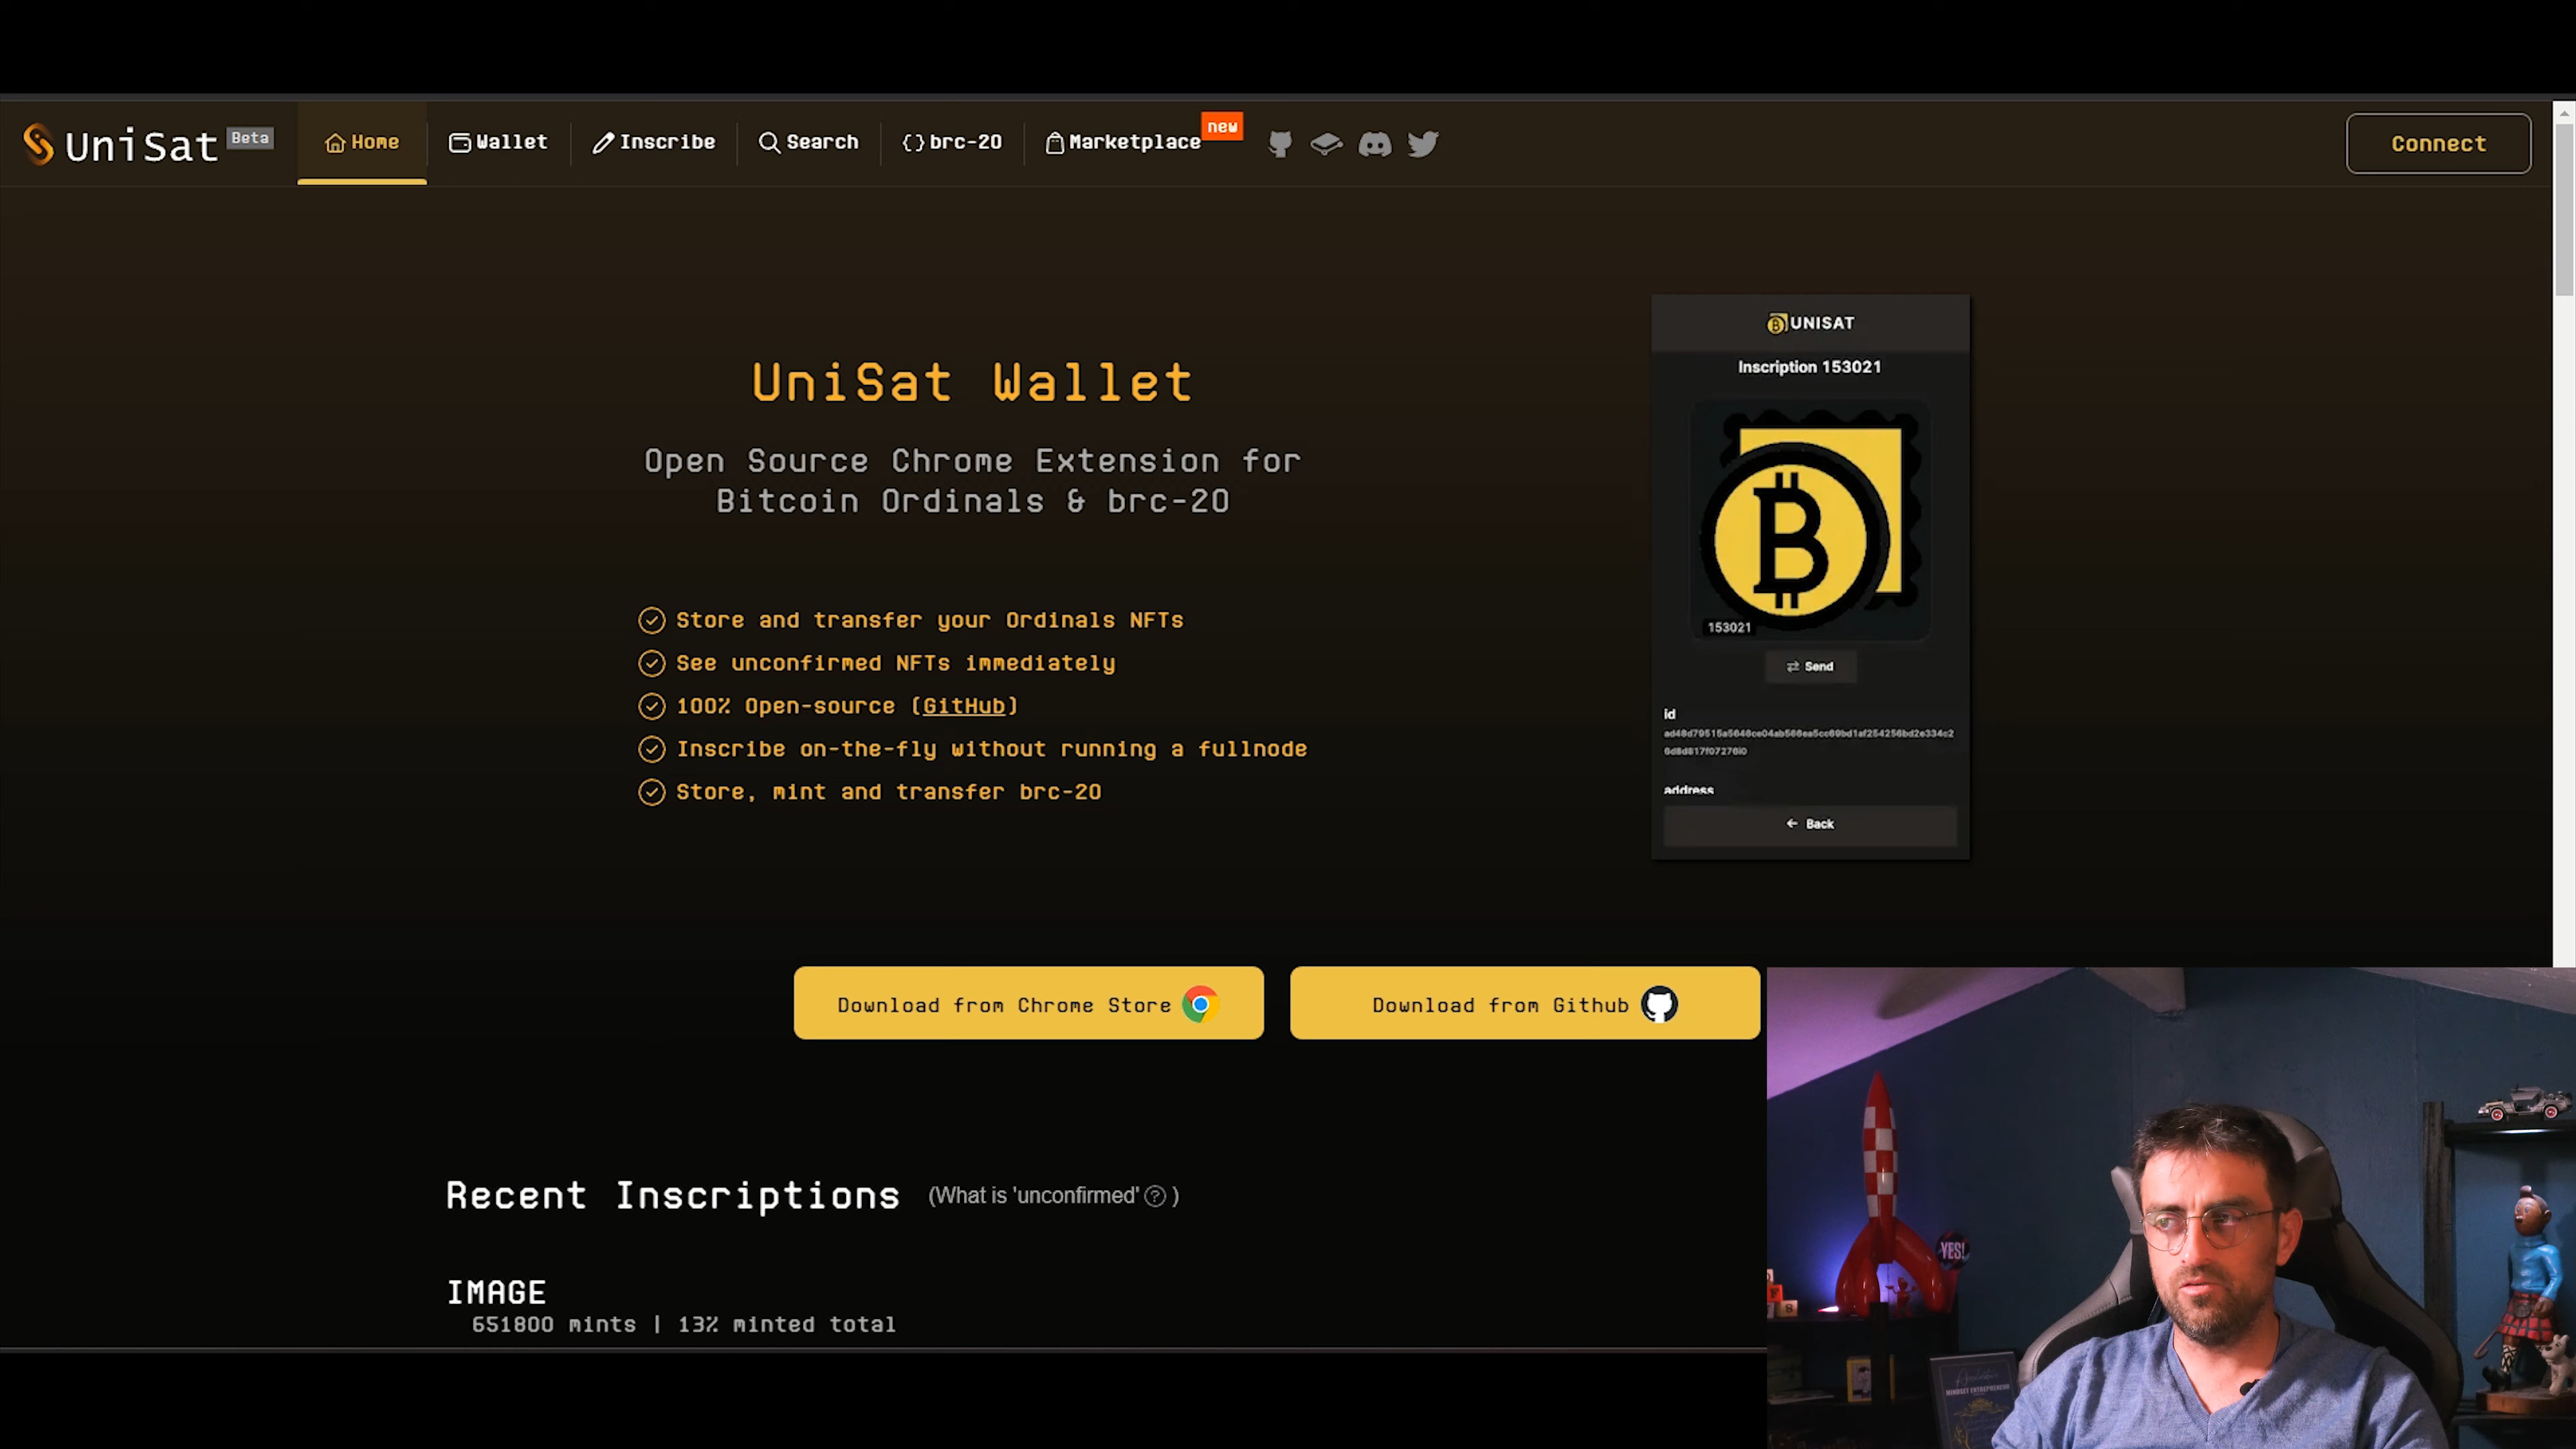 UniSat Beta
Home
Wallet
Inscribe
Search
{} brc-20
Marketplace new
Connect
UniSat Wallet
Open Source Chrome Extension for
Bitcoin Ordinals & brc-20
Store and transfer your Ordinals NFTs
See unconfirmed NFTs immediately
100% Open-source (GitHub)
Inscribe on-the-fly without running a fullnode
Store, mint and transfer brc-20
UNISAT
Inscription 153021
153021
Send
id
address
Back
Download from Chrome Store
Download from Github
Recent Inscriptions (What is 'unconfirmed' ? )
IMAGE
651800 mints | 13% minted total
YES!
MINDSET ENTREPRENEUR